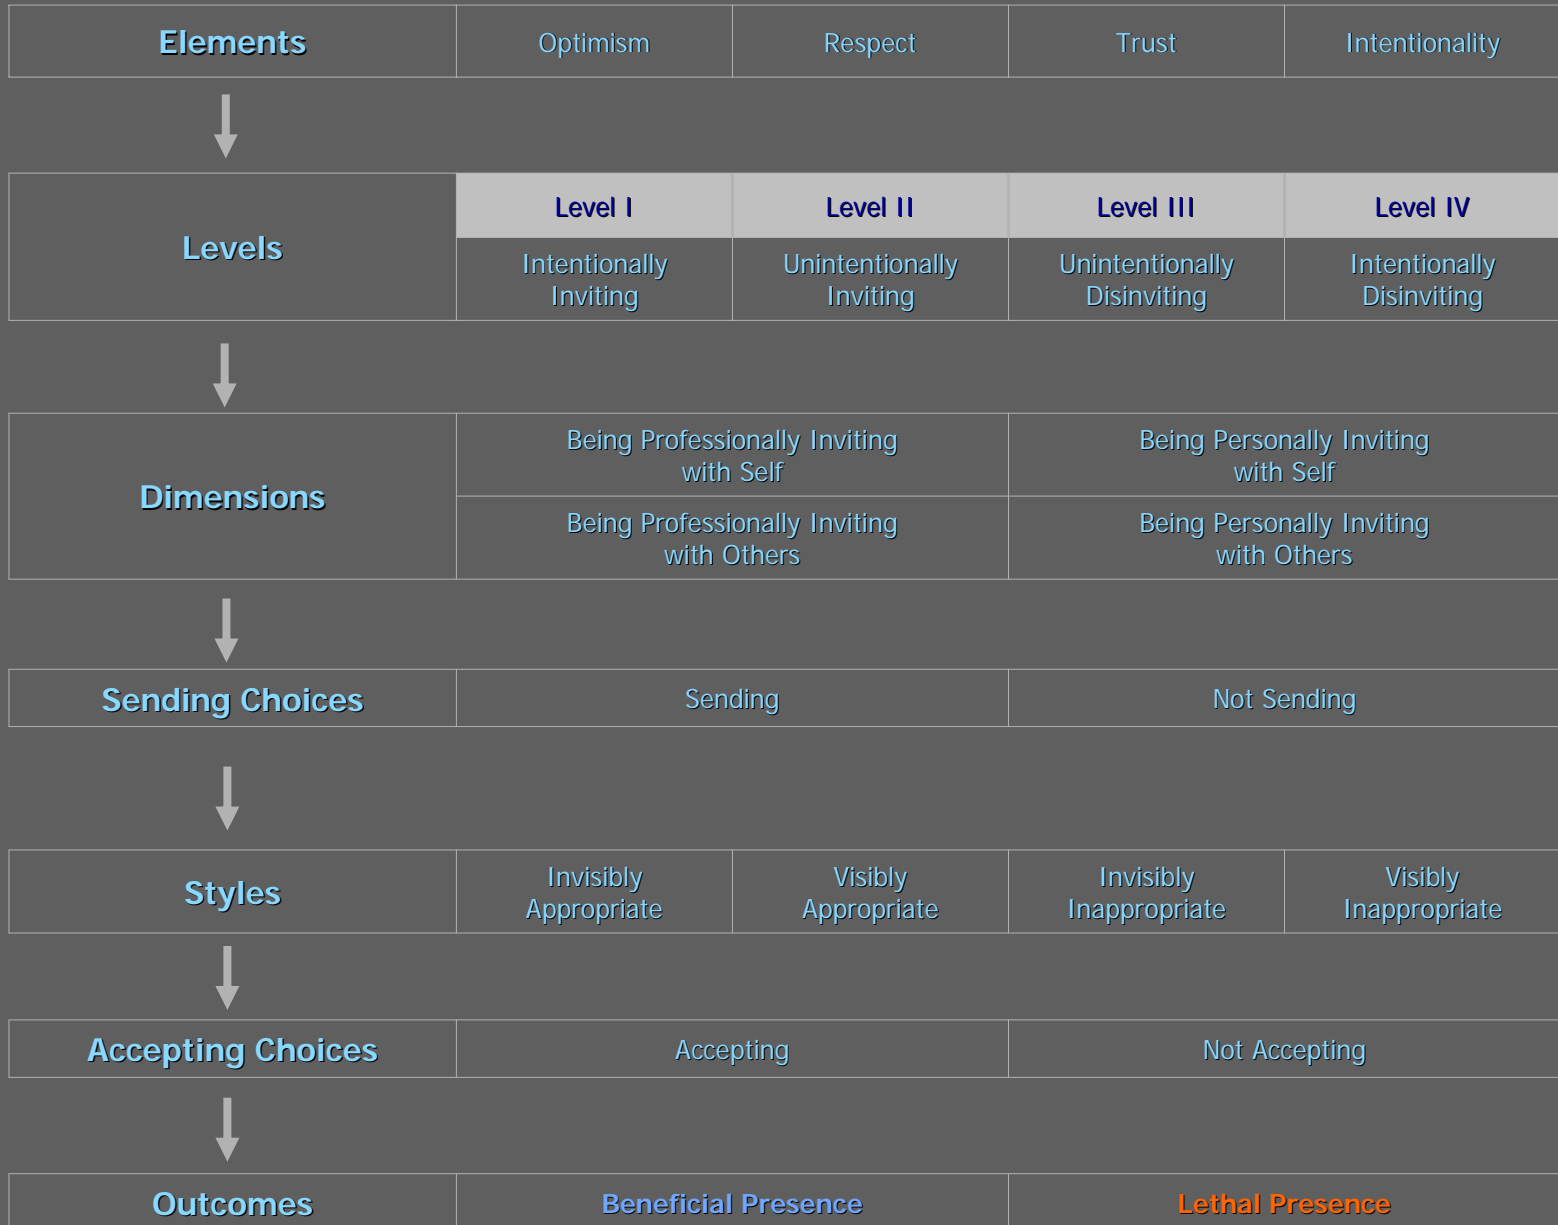 Elements
Optimism
Respect
Trust
Intentionality
Levels
Level I
Level II
Level III
Level IV
Intentionally
Inviting
Unintentionally
Inviting
Unintentionally
Disinviting
Intentionally
Disinviting
Dimensions
Being Professionally Inviting
with Self
Being Personally Inviting
with Self
Being Professionally Inviting
with Others
Being Personally Inviting
with Others
Sending Choices
Sending
Not Sending
Styles
Invisibly
Appropriate
Visibly
Appropriate
Invisibly
Inappropriate
Visibly
Inappropriate
Accepting Choices
Accepting
Not Accepting
Outcomes
Beneficial Presence
Lethal Presence